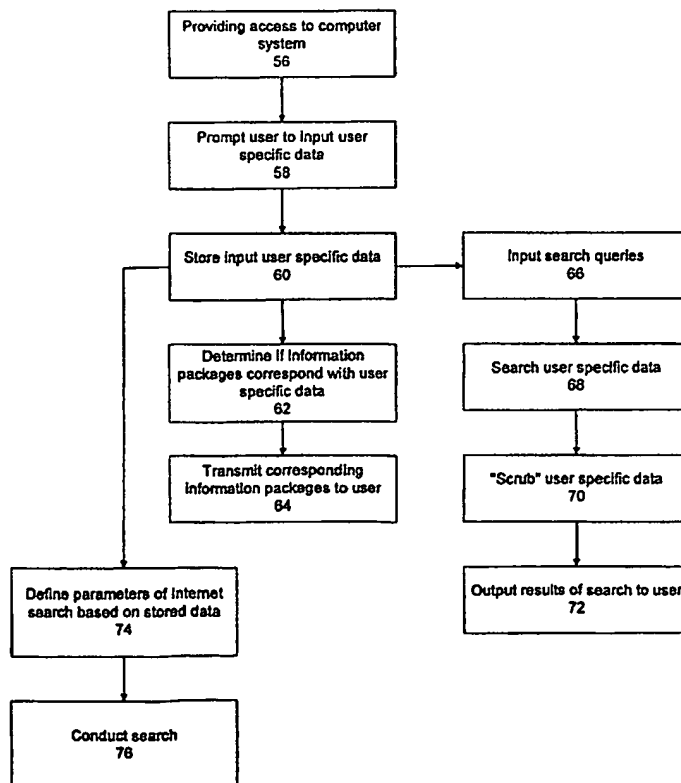 Providing access to computer
system
56
Prompt user to input user
specific data
58
Store input user specific data
60
Input search queries
66
Determine if information
packages correspond with user
specific data
62
Search user specific data
68
Transmit corresponding
information packages to user
64
"Scrub" user specific data
70
Define parameters of internet
search based on stored data
74
Output results of search to user
72
Conduct search
76